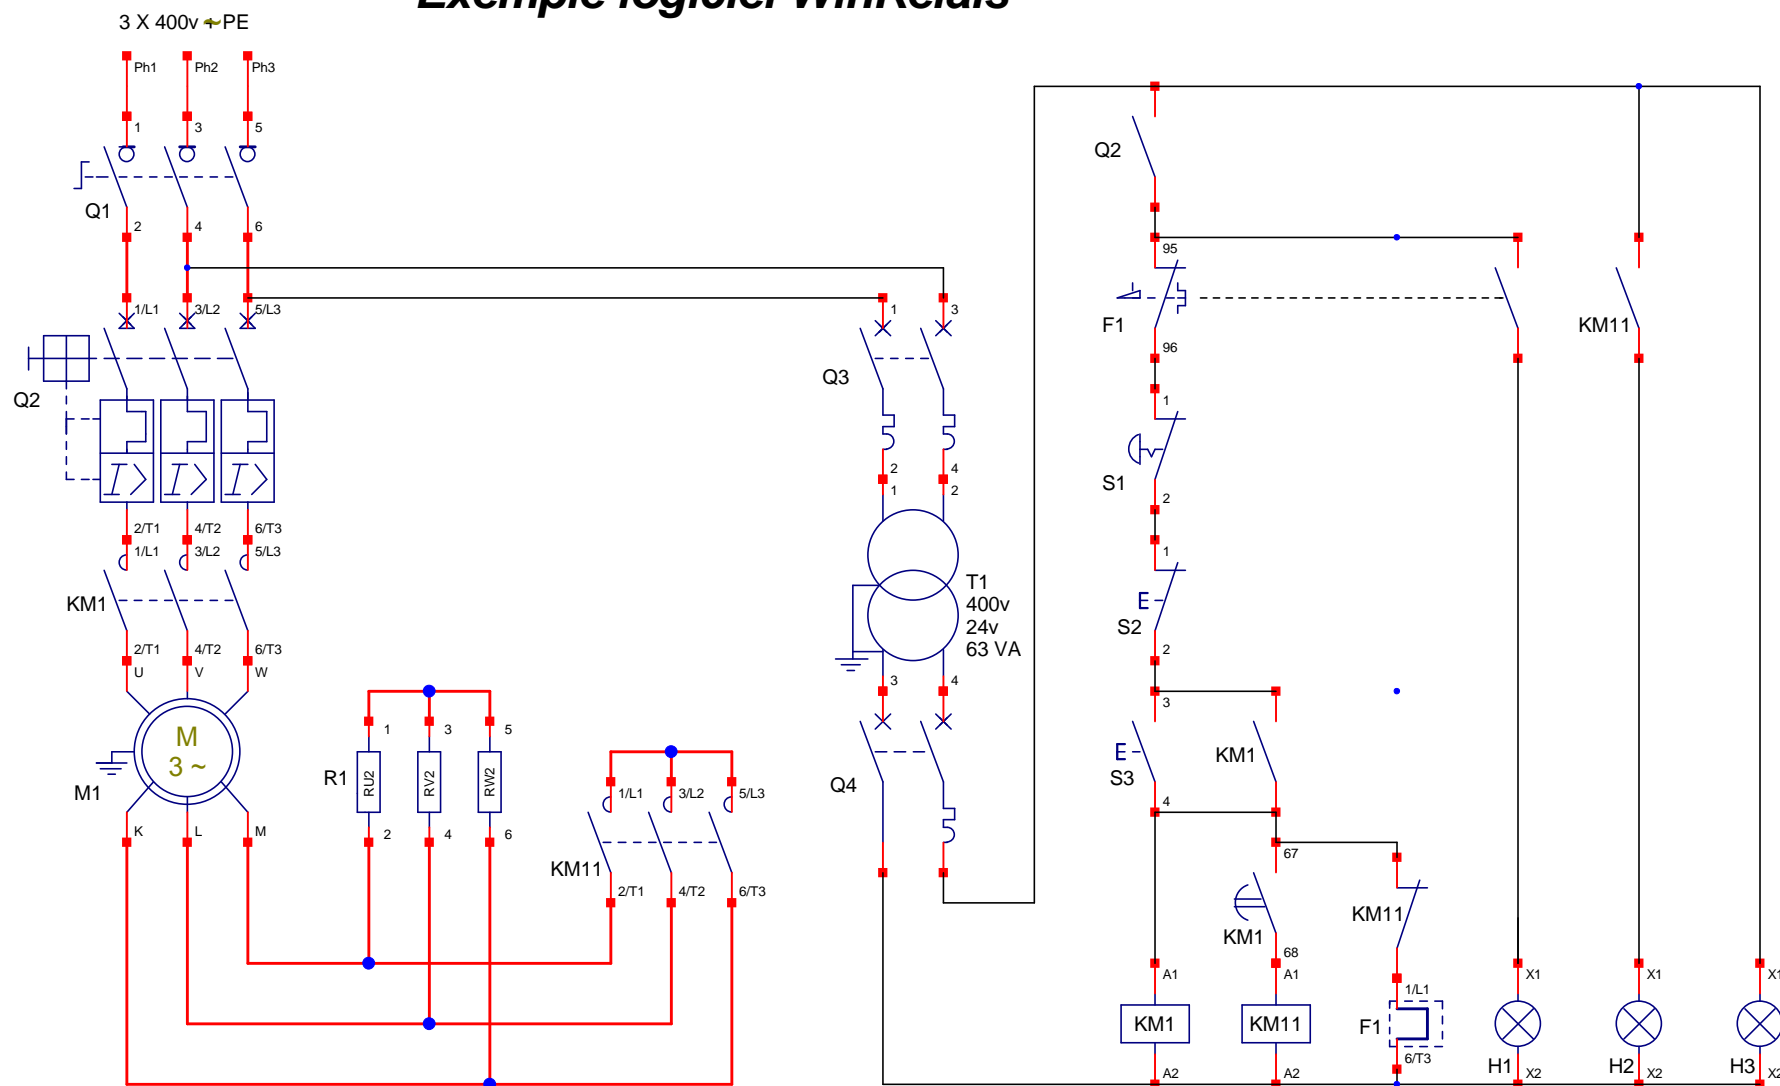 Exemple logiciel WinRelais
3 X 400v + PE
Ph1 Ph2 Ph3
1 3 5
Q1
2 4 6
1/L1 3/L2 5/L3
Q2
2/T1 4/T2 6/T3
1/L1 3/L2 5/L3
KM1
2/T1 4/T2 6/T3
U V W
M
3 ~
M1
K L M
R1
1 3 5
RU2 RV2 RW2
2 4 6
1/L1 3/L2 5/L3
KM11
2/T1 4/T2 6/T3
1 3
Q3
2 4
1 2
T1
400v
24v
63 VA
3 4
Q4
Q2
95
F1
96
KM11
1
S1
2
1
S2
2
3
S3
KM1
4
67
KM1
68
KM11
A1 A1 1/L1 X1 X1 X1
KM1 KM11 F1 H1 H2 H3
A2 A2 6/T3 X2 X2 X2